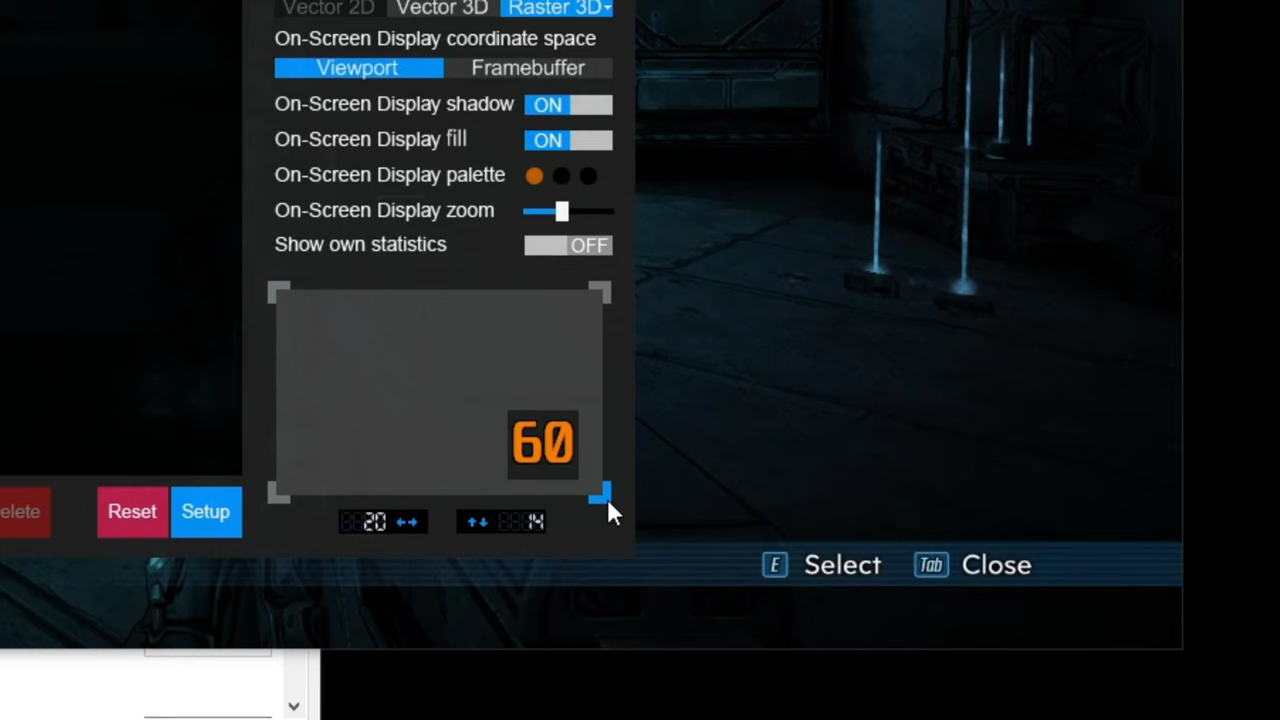 Vector 2D Vector 3D Raster 3D
On-Screen Display coordinate space
Viewport Framebuffer
On-Screen Display shadow ON
On-Screen Display fill ON
On-Screen Display palette
On-Screen Display zoom
Show own statistics OFF
60
elete Reset Setup
20 14
E Select Tab Close